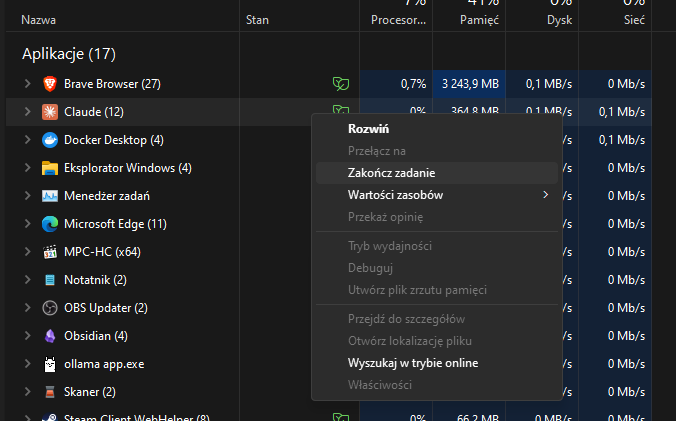 7% 41% 0% 0%
Nazwa Stan Procesor... Pamięć Dysk Sieć
Aplikacje (17)
Brave Browser (27) 0,7% 3 243,9 MB 0,1 MB/s 0 Mb/s
Claude (12) 0% 364,8 MB 0,1 MB/s 0,1 Mb/s
Docker Desktop (4) 0,1 Mb/s
Eksplorator Windows (4) 0 Mb/s
Menedżer zadań 0 Mb/s
Microsoft Edge (11) 0 Mb/s
MPC-HC (x64) 0 Mb/s
Notatnik (2) 0 Mb/s
OBS Updater (2) 0 Mb/s
Obsidian (4) 0 Mb/s
ollama app.exe 0 Mb/s
Skaner (2) 0 Mb/s
Steam Client WebHelper (8) 0% 66,2 MB 0 MB/s 0 Mb/s
Rozwiń
Przełącz na
Zakończ zadanie
Wartości zasobów
Przekaż opinię
Tryb wydajności
Debuguj
Utwórz plik zrzutu pamięci
Przejdź do szczegółów
Otwórz lokalizację pliku
Wyszukaj w trybie online
Właściwości